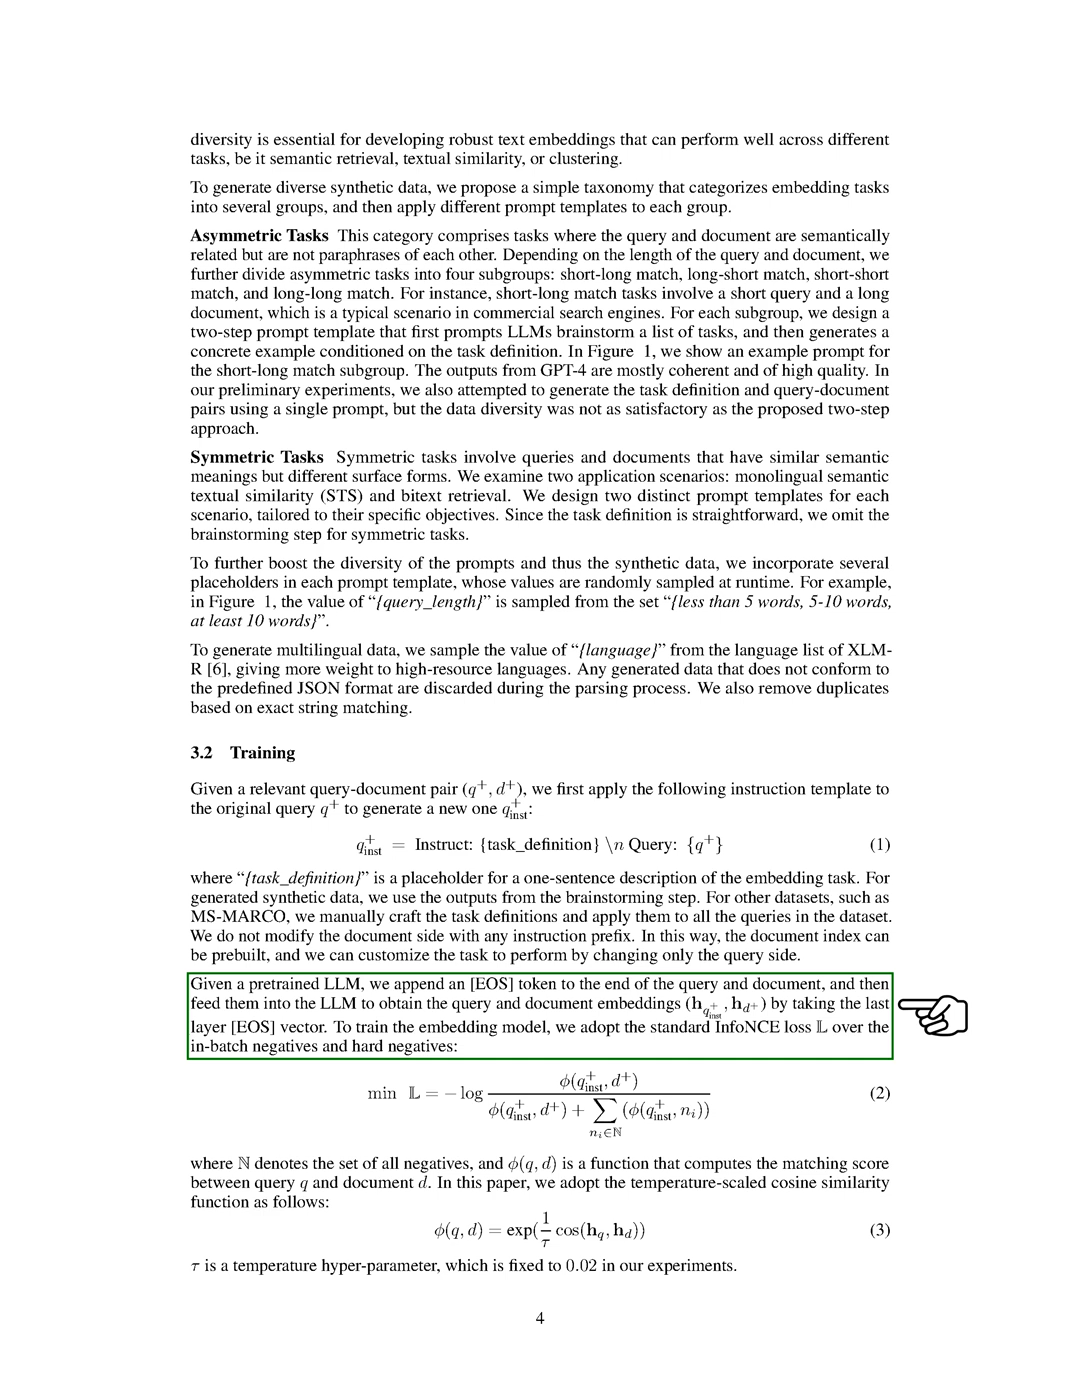 diversity is essential for developing robust text embeddings that can perform well across different
tasks, be it semantic retrieval, textual similarity, or clustering.
To generate diverse synthetic data, we propose a simple taxonomy that categorizes embedding tasks
into several groups, and then apply different prompt templates to each group.
Asymmetric Tasks This category comprises tasks where the query and document are semantically
related but are not paraphrases of each other. Depending on the length of the query and document, we
further divide asymmetric tasks into four subgroups: short-long match, long-short match, short-short
match, and long-long match. For instance, short-long match tasks involve a short query and a long
document, which is a typical scenario in commercial search engines. For each subgroup, we design a
two-step prompt template that first prompts LLMs brainstorm a list of tasks, and then generates a
concrete example conditioned on the task definition. In Figure 1, we show an example prompt for
the short-long match subgroup. The outputs from GPT-4 are mostly coherent and of high quality. In
our preliminary experiments, we also attempted to generate the task definition and query-document
pairs using a single prompt, but the data diversity was not as satisfactory as the proposed two-step
approach.
Symmetric Tasks Symmetric tasks involve queries and documents that have similar semantic
meanings but different surface forms. We examine two application scenarios: monolingual semantic
textual similarity (STS) and bitext retrieval. We design two distinct prompt templates for each
scenario, tailored to their specific objectives. Since the task definition is straightforward, we omit the
brainstorming step for symmetric tasks.
To further boost the diversity of the prompts and thus the synthetic data, we incorporate several
placeholders in each prompt template, whose values are randomly sampled at runtime. For example,
in Figure 1, the value of “{query_length}” is sampled from the set “{less than 5 words, 5-10 words,
at least 10 words}”.
To generate multilingual data, we sample the value of “{language}” from the language list of XLM-
R [6], giving more weight to high-resource languages. Any generated data that does not conform to
the predefined JSON format are discarded during the parsing process. We also remove duplicates
based on exact string matching.
3.2 Training
Given a relevant query-document pair (q⁺, d⁺), we first apply the following instruction template to
the original query q⁺ to generate a new one q⁺inst:
q⁺inst = Instruct: {task_definition} \n Query: {q⁺} (1)
where “{task_definition}” is a placeholder for a one-sentence description of the embedding task. For
generated synthetic data, we use the outputs from the brainstorming step. For other datasets, such as
MS-MARCO, we manually craft the task definitions and apply them to all the queries in the dataset.
We do not modify the document side with any instruction prefix. In this way, the document index can
be prebuilt, and we can customize the task to perform by changing only the query side.
Given a pretrained LLM, we append an [EOS] token to the end of the query and document, and then
feed them into the LLM to obtain the query and document embeddings (h_q⁺inst, h_d⁺) by taking the last
layer [EOS] vector. To train the embedding model, we adopt the standard InfoNCE loss 𝕃 over the
in-batch negatives and hard negatives:
min 𝕃 = − log ϕ(q⁺inst, d⁺) / (ϕ(q⁺inst, d⁺) + ∑_{nᵢ∈ℕ} (ϕ(q⁺inst, nᵢ))) (2)
where ℕ denotes the set of all negatives, and ϕ(q, d) is a function that computes the matching score
between query q and document d. In this paper, we adopt the temperature-scaled cosine similarity
function as follows:
ϕ(q, d) = exp(1/τ cos(h_q, h_d)) (3)
τ is a temperature hyper-parameter, which is fixed to 0.02 in our experiments.
4